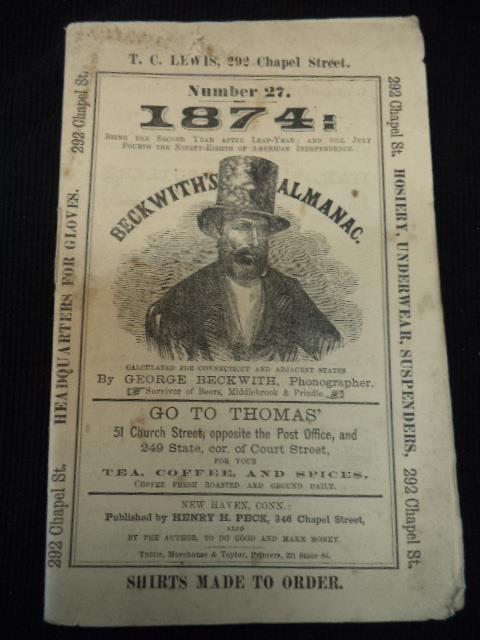 T. C. LEWIS, 292 Chapel Street.
292 Chapel St. HEADQUARTERS FOR GLOVES. 292 Chapel St.
Number 27.
1874:
BEING THE SECOND YEAR AFTER LEAP-YEAR; AND TILL JULY
FOURTH THE NINETY-EIGHTH OF AMERICAN INDEPENDENCE.
BECKWITH'S ALMANAC.
CALCULATED FOR CONNECTICUT AND ADJACENT STATES
By GEORGE BECKWITH, Phonographer.
Survivor of Beers, Middlebrook & Prindle.
GO TO THOMAS'
51 Church Street, opposite the Post Office, and
249 State, cor. of Court Street,
FOR YOUR
TEA, COFFEE, AND SPICES.
COFFEE FRESH ROASTED AND GROUND DAILY.
NEW HAVEN, CONN.:
Published by HENRY H. PECK, 346 Chapel Street,
ALSO
BY THE AUTHOR, TO DO GOOD AND MAKE MONEY.
Tuttle, Morehouse & Taylor, Printers, 221 State St.
292 Chapel St. HOSIERY, UNDERWEAR, SUSPENDERS, 292 Chapel St.
SHIRTS MADE TO ORDER.